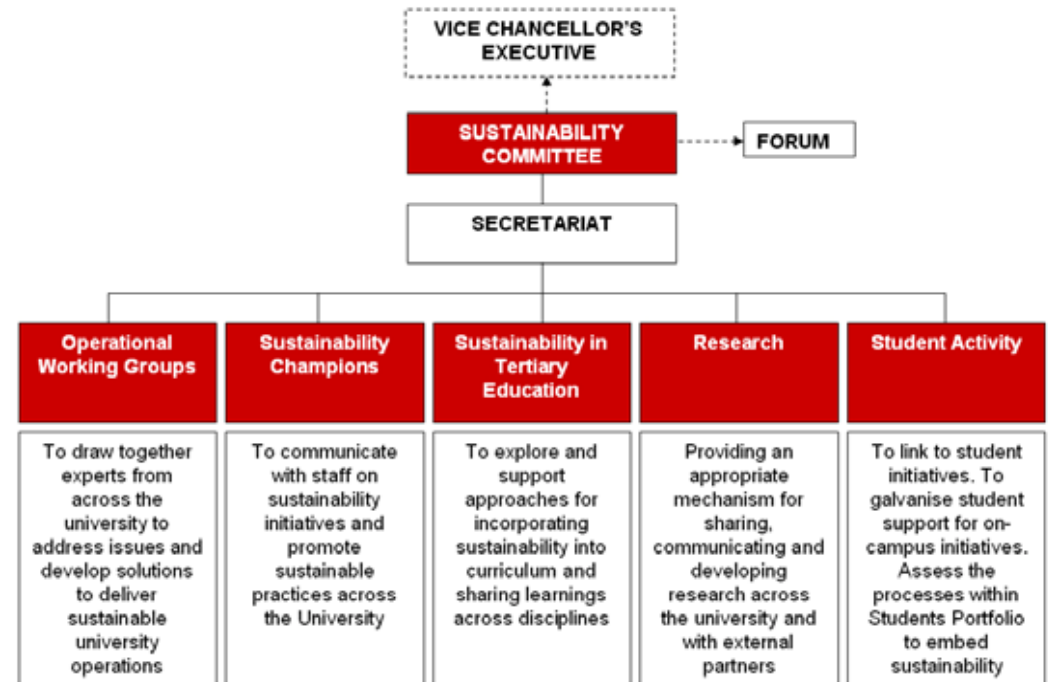 VICE CHANCELLOR'S
EXECUTIVE
SUSTAINABILITY
COMMITTEE
FORUM
SECRETARIAT
Operational
Working Groups
Sustainability
Champions
Sustainability in
Tertiary
Education
Research
Student Activity
To draw together
experts from
across the
university to
address issues and
develop solutions
to deliver
sustainable
university
operations
To communicate
with staff on
sustainability
initiatives and
promote
sustainable
practices across
the University
To explore and
support
approaches for
incorporating
sustainability into
curriculum and
sharing learnings
across disciplines
Providing an
appropriate
mechanism for
sharing,
communicating and
developing
research across
the university and
with external
partners
To link to student
initiatives. To
galvanise student
support for on-
campus initiatives.
Assess the
processes within
Students Portfolio
to embed
sustainability